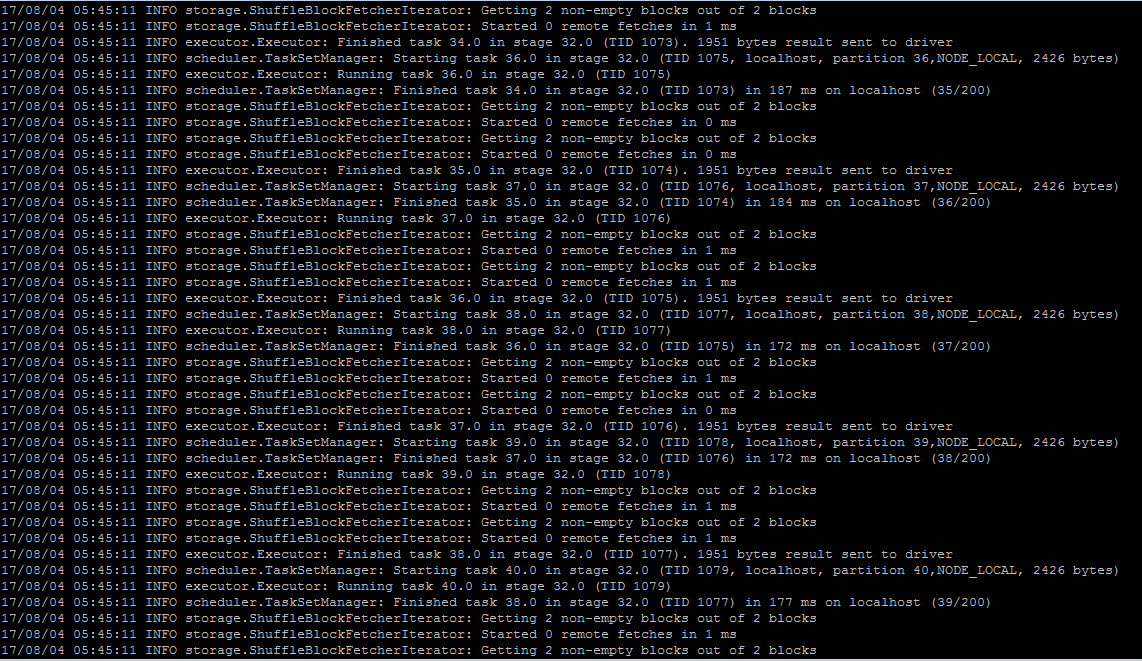 17/08/04 05:45:11 INFO storage.ShuffleBlockFetcherIterator: Getting 2 non-empty blocks out of 2 blocks
17/08/04 05:45:11 INFO storage.ShuffleBlockFetcherIterator: Started 0 remote fetches in 1 ms
17/08/04 05:45:11 INFO executor.Executor: Finished task 34.0 in stage 32.0 (TID 1073). 1951 bytes result sent to driver
17/08/04 05:45:11 INFO scheduler.TaskSetManager: Starting task 36.0 in stage 32.0 (TID 1075, localhost, partition 36,NODE_LOCAL, 2426 bytes)
17/08/04 05:45:11 INFO executor.Executor: Running task 36.0 in stage 32.0 (TID 1075)
17/08/04 05:45:11 INFO scheduler.TaskSetManager: Finished task 34.0 in stage 32.0 (TID 1073) in 187 ms on localhost (35/200)
17/08/04 05:45:11 INFO storage.ShuffleBlockFetcherIterator: Getting 2 non-empty blocks out of 2 blocks
17/08/04 05:45:11 INFO storage.ShuffleBlockFetcherIterator: Started 0 remote fetches in 0 ms
17/08/04 05:45:11 INFO storage.ShuffleBlockFetcherIterator: Getting 2 non-empty blocks out of 2 blocks
17/08/04 05:45:11 INFO storage.ShuffleBlockFetcherIterator: Started 0 remote fetches in 0 ms
17/08/04 05:45:11 INFO executor.Executor: Finished task 35.0 in stage 32.0 (TID 1074). 1951 bytes result sent to driver
17/08/04 05:45:11 INFO scheduler.TaskSetManager: Starting task 37.0 in stage 32.0 (TID 1076, localhost, partition 37,NODE_LOCAL, 2426 bytes)
17/08/04 05:45:11 INFO scheduler.TaskSetManager: Finished task 35.0 in stage 32.0 (TID 1074) in 184 ms on localhost (36/200)
17/08/04 05:45:11 INFO executor.Executor: Running task 37.0 in stage 32.0 (TID 1076)
17/08/04 05:45:11 INFO storage.ShuffleBlockFetcherIterator: Getting 2 non-empty blocks out of 2 blocks
17/08/04 05:45:11 INFO storage.ShuffleBlockFetcherIterator: Started 0 remote fetches in 1 ms
17/08/04 05:45:11 INFO storage.ShuffleBlockFetcherIterator: Getting 2 non-empty blocks out of 2 blocks
17/08/04 05:45:11 INFO storage.ShuffleBlockFetcherIterator: Started 0 remote fetches in 1 ms
17/08/04 05:45:11 INFO executor.Executor: Finished task 36.0 in stage 32.0 (TID 1075). 1951 bytes result sent to driver
17/08/04 05:45:11 INFO scheduler.TaskSetManager: Starting task 38.0 in stage 32.0 (TID 1077, localhost, partition 38,NODE_LOCAL, 2426 bytes)
17/08/04 05:45:11 INFO executor.Executor: Running task 38.0 in stage 32.0 (TID 1077)
17/08/04 05:45:11 INFO scheduler.TaskSetManager: Finished task 36.0 in stage 32.0 (TID 1075) in 172 ms on localhost (37/200)
17/08/04 05:45:11 INFO storage.ShuffleBlockFetcherIterator: Getting 2 non-empty blocks out of 2 blocks
17/08/04 05:45:11 INFO storage.ShuffleBlockFetcherIterator: Started 0 remote fetches in 1 ms
17/08/04 05:45:11 INFO storage.ShuffleBlockFetcherIterator: Getting 2 non-empty blocks out of 2 blocks
17/08/04 05:45:11 INFO storage.ShuffleBlockFetcherIterator: Started 0 remote fetches in 0 ms
17/08/04 05:45:11 INFO executor.Executor: Finished task 37.0 in stage 32.0 (TID 1076). 1951 bytes result sent to driver
17/08/04 05:45:11 INFO scheduler.TaskSetManager: Starting task 39.0 in stage 32.0 (TID 1078, localhost, partition 39,NODE_LOCAL, 2426 bytes)
17/08/04 05:45:11 INFO scheduler.TaskSetManager: Finished task 37.0 in stage 32.0 (TID 1076) in 172 ms on localhost (38/200)
17/08/04 05:45:11 INFO executor.Executor: Running task 39.0 in stage 32.0 (TID 1078)
17/08/04 05:45:11 INFO storage.ShuffleBlockFetcherIterator: Getting 2 non-empty blocks out of 2 blocks
17/08/04 05:45:11 INFO storage.ShuffleBlockFetcherIterator: Started 0 remote fetches in 1 ms
17/08/04 05:45:11 INFO storage.ShuffleBlockFetcherIterator: Getting 2 non-empty blocks out of 2 blocks
17/08/04 05:45:11 INFO storage.ShuffleBlockFetcherIterator: Started 0 remote fetches in 1 ms
17/08/04 05:45:11 INFO executor.Executor: Finished task 38.0 in stage 32.0 (TID 1077). 1951 bytes result sent to driver
17/08/04 05:45:11 INFO scheduler.TaskSetManager: Starting task 40.0 in stage 32.0 (TID 1079, localhost, partition 40,NODE_LOCAL, 2426 bytes)
17/08/04 05:45:11 INFO executor.Executor: Running task 40.0 in stage 32.0 (TID 1079)
17/08/04 05:45:11 INFO scheduler.TaskSetManager: Finished task 38.0 in stage 32.0 (TID 1077) in 177 ms on localhost (39/200)
17/08/04 05:45:11 INFO storage.ShuffleBlockFetcherIterator: Getting 2 non-empty blocks out of 2 blocks
17/08/04 05:45:11 INFO storage.ShuffleBlockFetcherIterator: Started 0 remote fetches in 1 ms
17/08/04 05:45:11 INFO storage.ShuffleBlockFetcherIterator: Getting 2 non-empty blocks out of 2 blocks